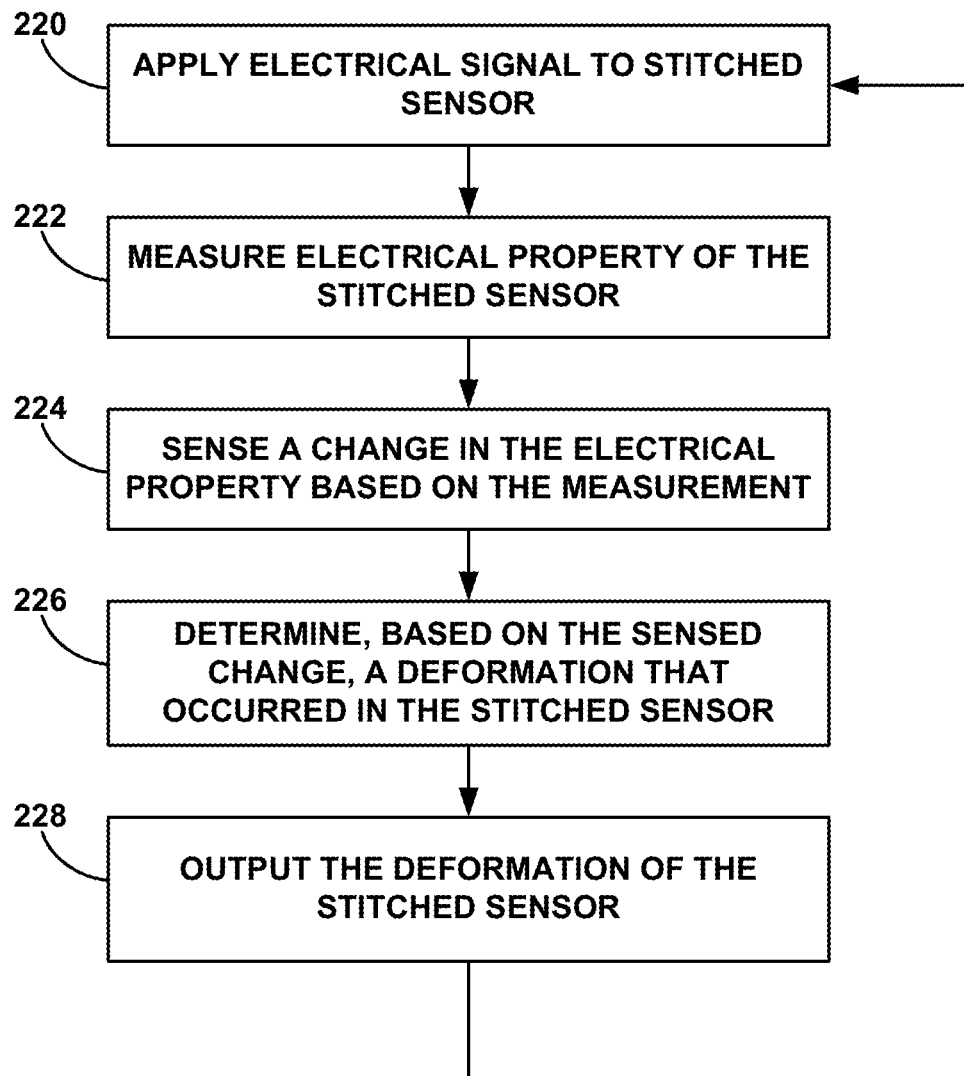 220
APPLY ELECTRICAL SIGNAL TO STITCHED
SENSOR
222
MEASURE ELECTRICAL PROPERTY OF THE
STITCHED SENSOR
224
SENSE A CHANGE IN THE ELECTRICAL
PROPERTY BASED ON THE MEASUREMENT
226
DETERMINE, BASED ON THE SENSED
CHANGE, A DEFORMATION THAT
OCCURRED IN THE STITCHED SENSOR
228
OUTPUT THE DEFORMATION OF THE
STITCHED SENSOR